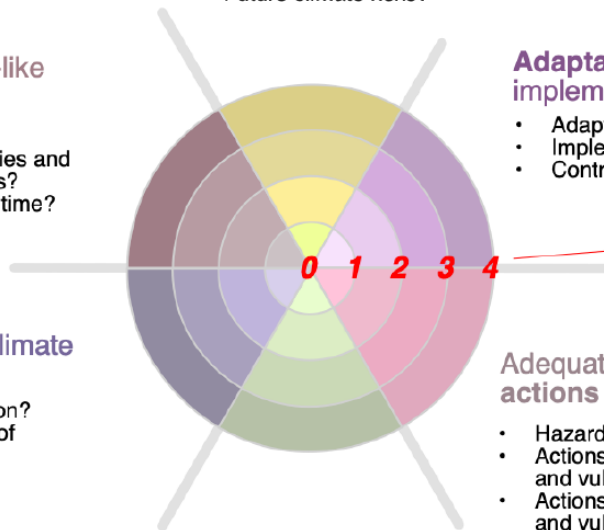 Future climate risks?
-like
ies and
s?
time?
Adapta
implem
• Adapt
• Imple
• Contr
0 1 2 3 4
limate
on?
of
Adequat
actions
• Hazard
• Actions
and vul
• Actions
and vul